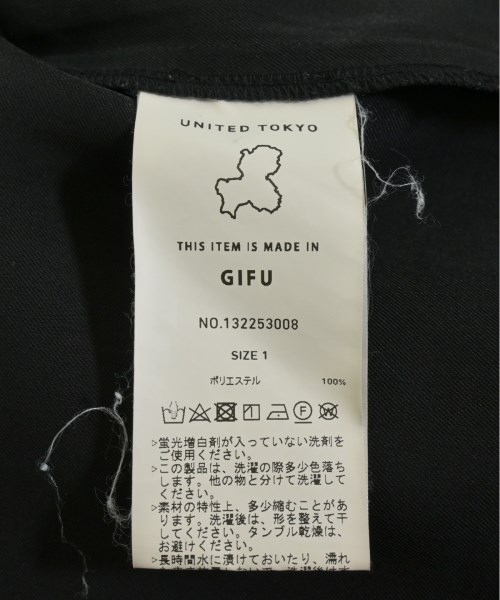 UNITED TOKYO
THIS ITEM IS MADE IN
GIFU
NO.132253008
SIZE 1
ポリエステル 100%
>蛍光増白剤が入っていない洗剤を
ご使用ください。
>この製品は、洗濯の際多少色落ち
します。他の物と分けて洗濯して
ください。
>素材の特性上、多少縮むことがあ
ります。洗濯後は、形を整えて干
してください。タンブル乾燥は、
お避けください。
>長時間水に漬けておいたり、濡れ